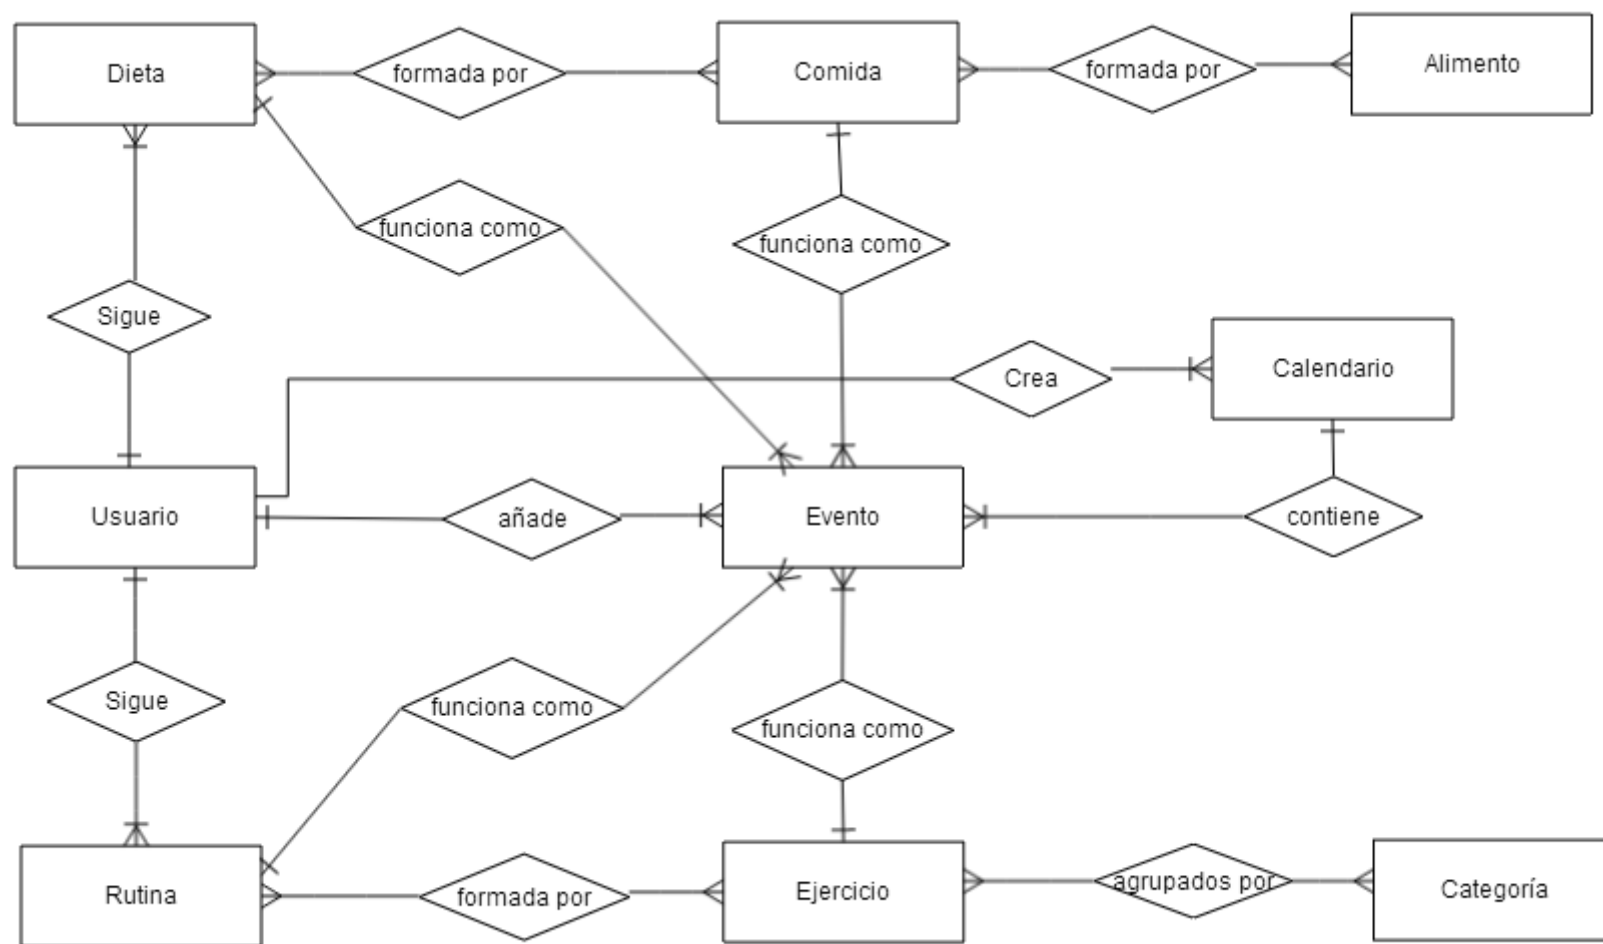 Dieta
formada por
Comida
formada por
Alimento
funciona como
funciona como
Sigue
Crea
Calendario
Usuario
añade
Evento
contiene
Sigue
funciona como
funciona como
Rutina
formada por
Ejercicio
agrupados por
Categoría